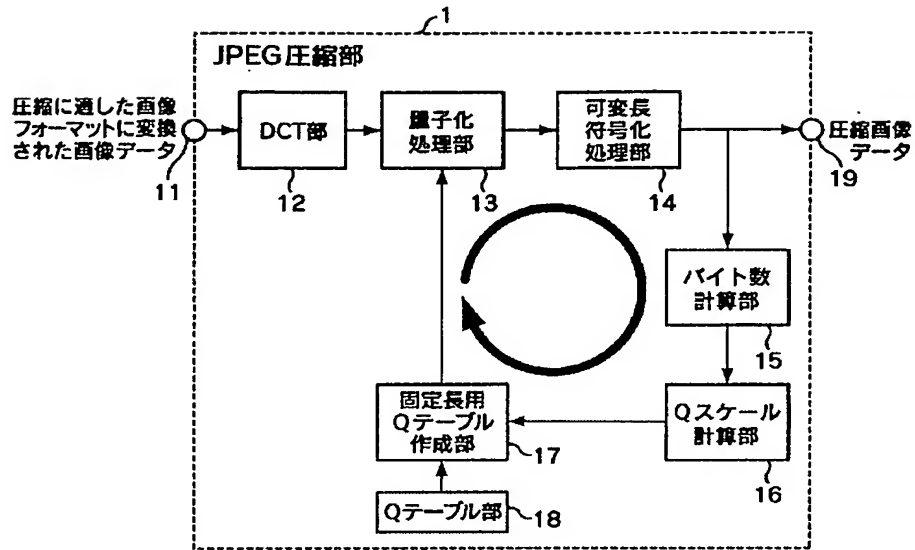 1
JPEG圧縮部
圧縮に適した画像
フォーマットに変換
された画像データ
11
DCT部
12
量子化
処理部
13
可変長
符号化
処理部
14
圧縮画像
データ
19
バイト数
計算部
15
Qスケール
計算部
16
固定長用
Qテーブル
作成部
17
Qテーブル部
18